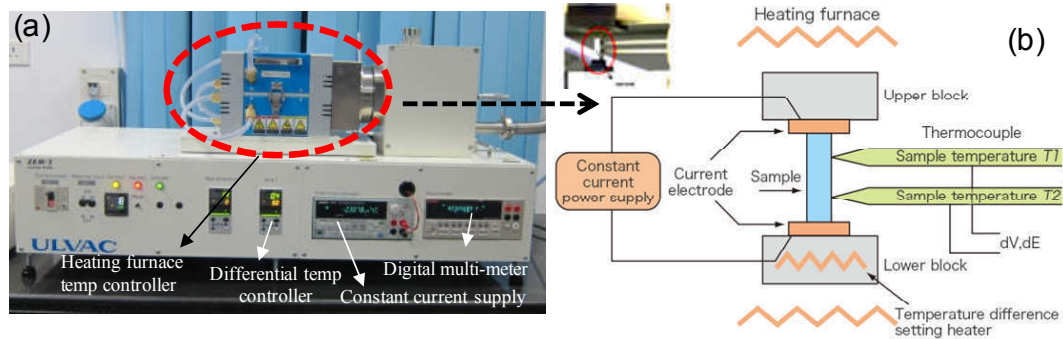 (a)
ZEM-3
ULVAC
Heating furnace
temp controller
Differential temp
controller
Constant current supply
Digital multi-meter
(b)
Heating furnace
Upper block
Thermocouple
Sample temperature T1
Constant
current
power supply
Current
electrode
Sample
Sample temperature T2
dV,dE
Lower block
Temperature difference
setting heater